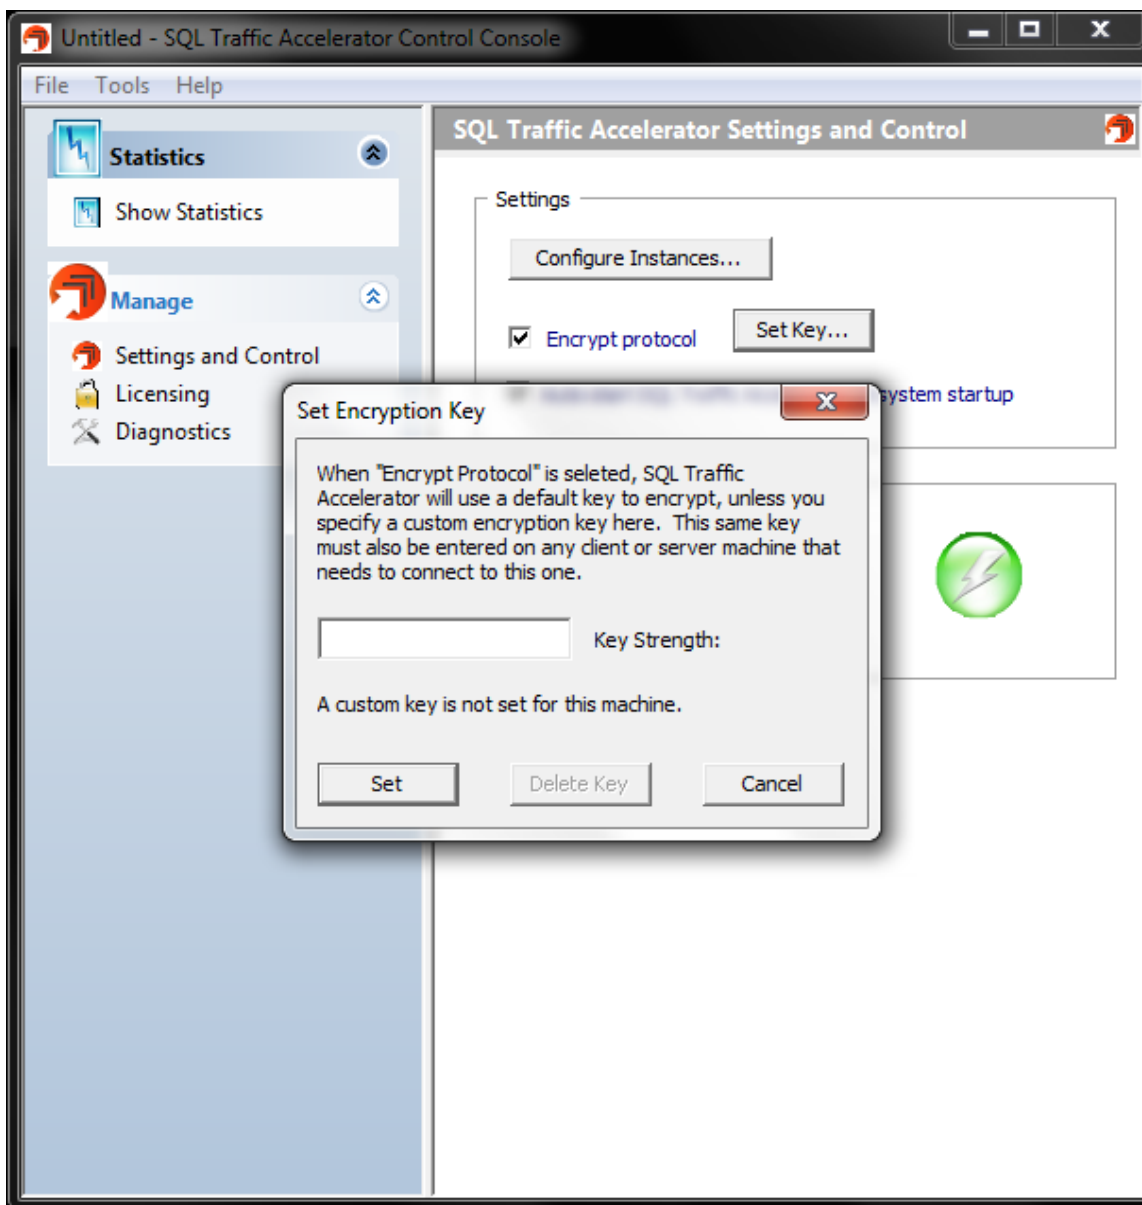 Untitled - SQL Traffic Accelerator Control Console
File Tools Help
Statistics
Show Statistics
Manage
Settings and Control
Licensing
Diagnostics
SQL Traffic Accelerator Settings and Control
Settings
Configure Instances...
Encrypt protocol
Set Key...
system startup
Set Encryption Key
When "Encrypt Protocol" is seleted, SQL Traffic
Accelerator will use a default key to encrypt, unless you
specify a custom encryption key here. This same key
must also be entered on any client or server machine that
needs to connect to this one.
Key Strength:
A custom key is not set for this machine.
Set
Delete Key
Cancel